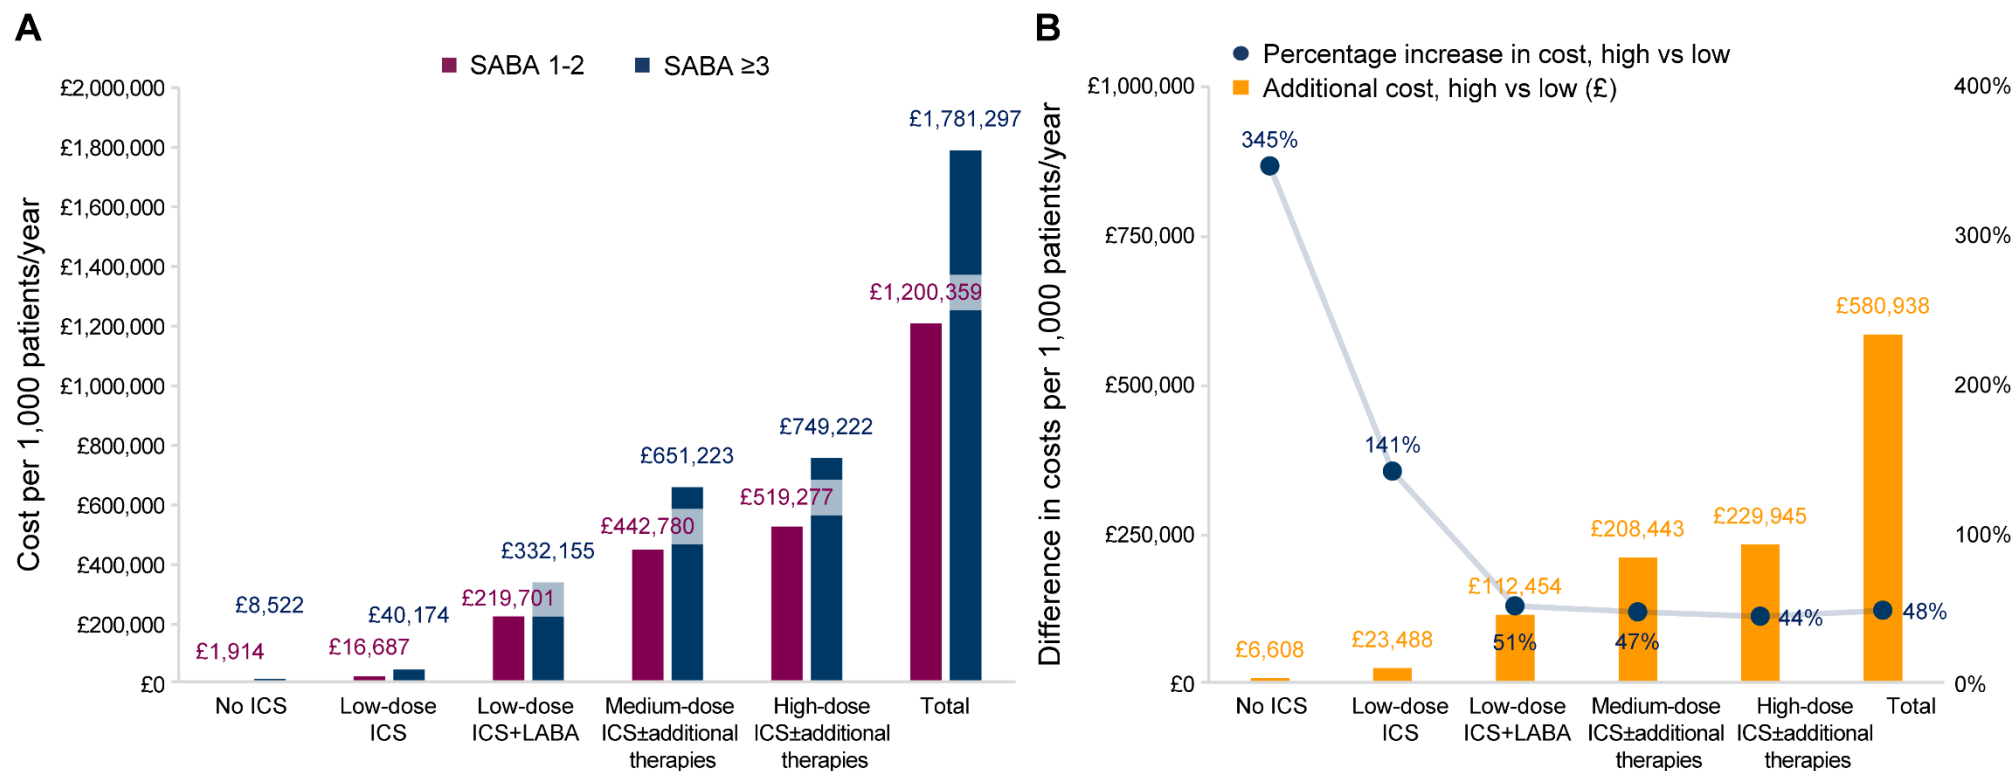 A
SABA 1-2
SABA ≥3
Cost per 1,000 patients/year
£2,000,000
£1,800,000
£1,600,000
£1,400,000
£1,200,000
£1,000,000
£800,000
£600,000
£400,000
£200,000
£0
£1,914
£8,522
£16,687
£40,174
£219,701
£332,155
£442,780
£651,223
£519,277
£749,222
£1,200,359
£1,781,297
No ICS
Low-dose
ICS
Low-dose
ICS+LABA
Medium-dose
ICS±additional
therapies
High-dose
ICS±additional
therapies
Total
B
Percentage increase in cost, high vs low
Additional cost, high vs low (£)
Difference in costs per 1,000 patients/year
£1,000,000
£750,000
£500,000
£250,000
£0
400%
300%
200%
100%
0%
345%
141%
51%
47%
44%
48%
£6,608
£23,488
£112,454
£208,443
£229,945
£580,938
No ICS
Low-dose
ICS
Low-dose
ICS+LABA
Medium-dose
ICS±additional
therapies
High-dose
ICS±additional
therapies
Total